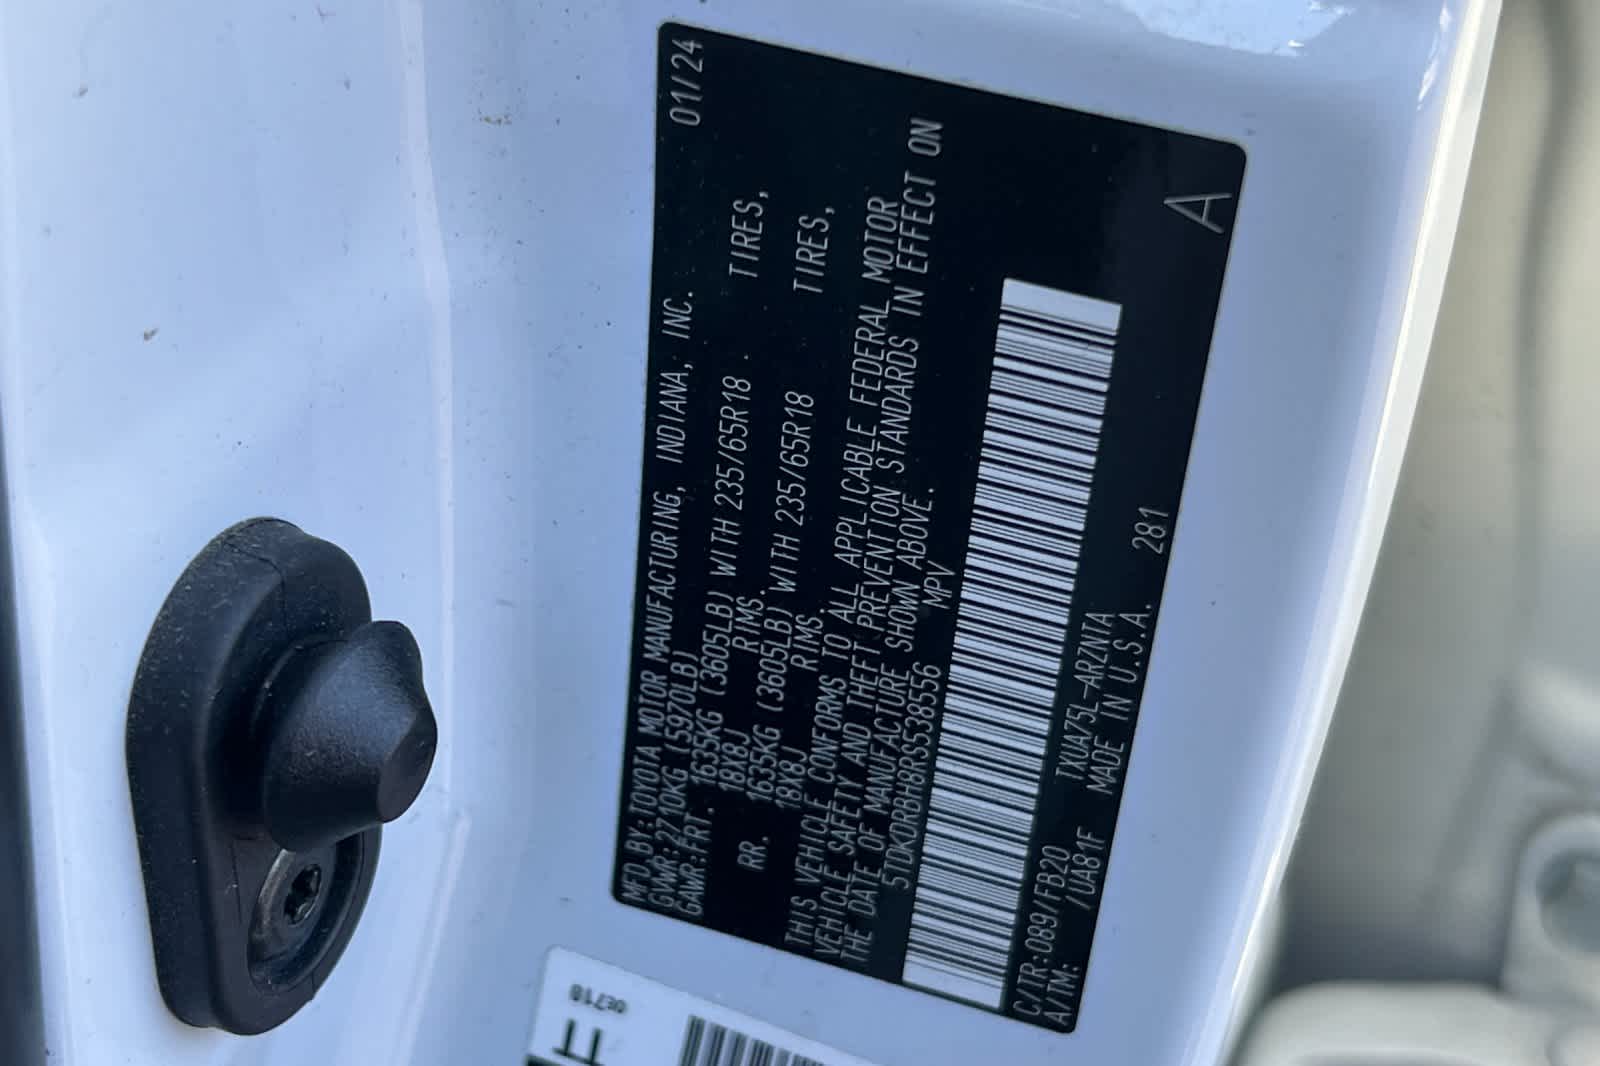 MFD.BY:TOYOTA MOTOR MANUFACTURING, INDIANA, INC. 01/24
GVWR:2710KG (5970LB)
GAWR:FRT. 1635KG (3605LB) WITH 235/65R18 TIRES,
18X8J RIMS.
RR. 1635KG (3605LB) WITH 235/65R18 TIRES,
18X8J RIMS.
THIS VEHICLE CONFORMS TO ALL APPLICABLE FEDERAL MOTOR
VEHICLE SAFETY AND THEFT PREVENTION STANDARDS IN EFFECT ON
THE DATE OF MANUFACTURE SHOWN ABOVE.
5TDKDRBH8RS538556 MPV
C/TR:089/FB20 TXUA75L-ARZNTA 281 A
A/TM: /UA81F MADE IN U.S.A.